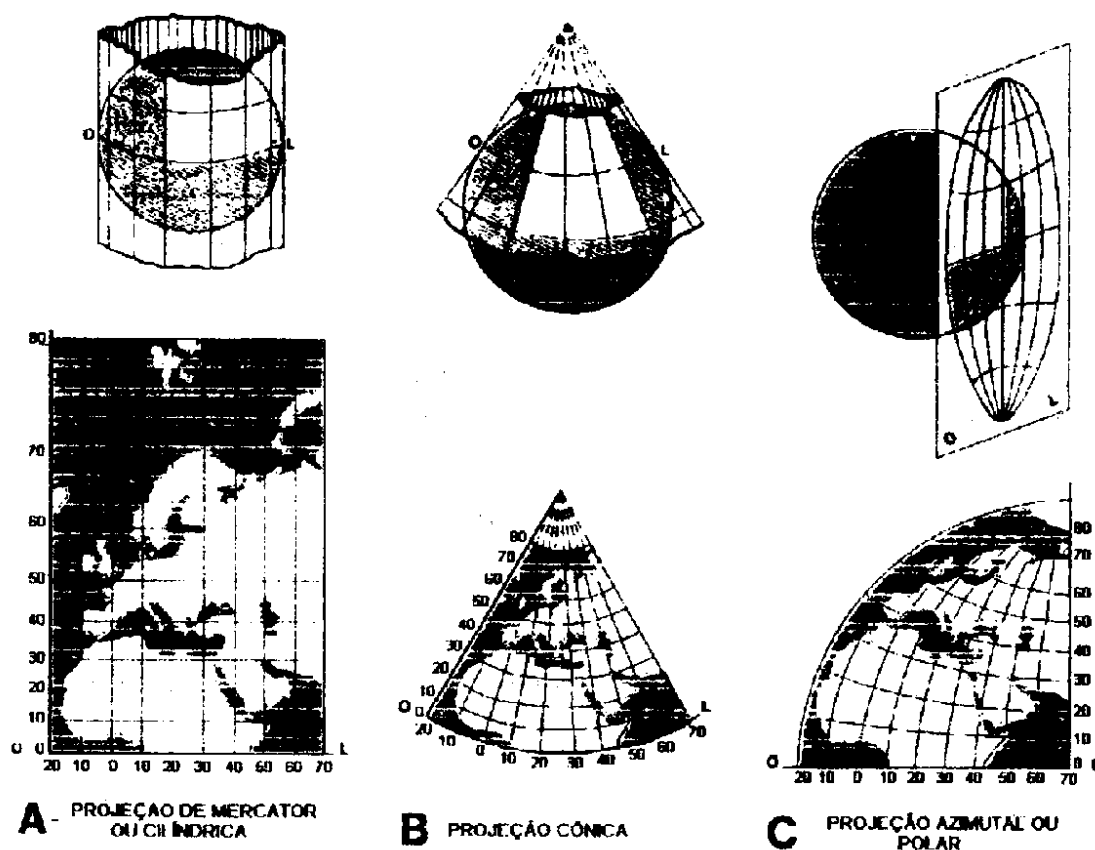 O L
O L
L
O
80
70
60
50
40
30
20
10
O 0 L
20 10 0 10 20 30 40 50 60 70
80
70
60
50
40
30
20
10
O 0 L
20 10 0 10 20 30 40 50 60 70
80
70
60
50
40
30
20
10
O 0
20 10 0 10 20 30 40 50 60 70
A- PROJEÇAO DE MERCATOR
OU CILÍNDRICA
B PROJEÇÃO CÔNICA
C PROJEÇÃO AZIMUTAL OU
POLAR